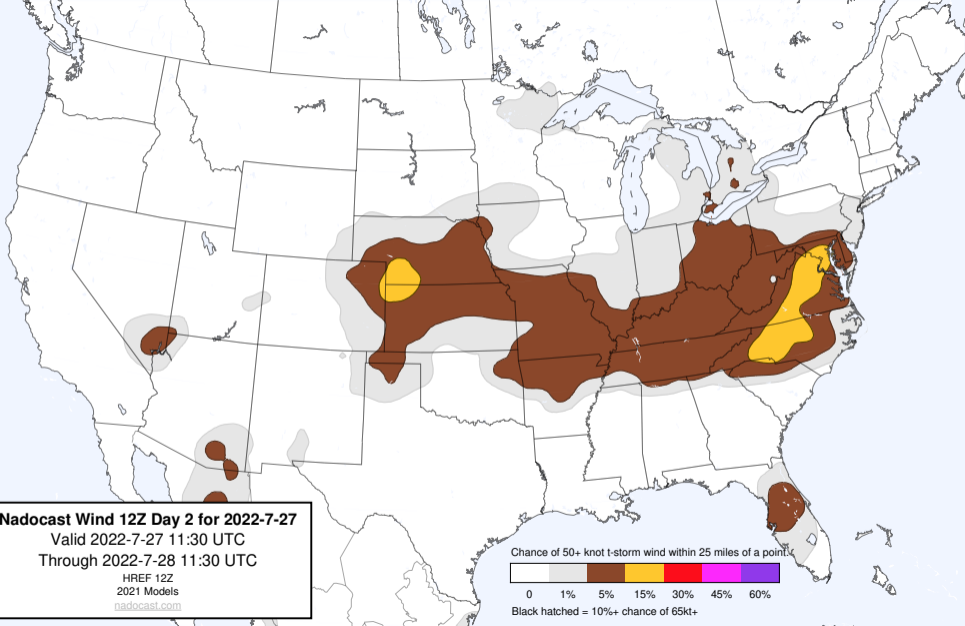 Nadocast Wind 12Z Day 2 for 2022-7-27
Valid 2022-7-27 11:30 UTC
Through 2022-7-28 11:30 UTC
HREF 12Z
2021 Models
nadocast.com
Chance of 50+ knot t-storm wind within 25 miles of a point.
0 1% 5% 15% 30% 45% 60%
Black hatched = 10%+ chance of 65kt+